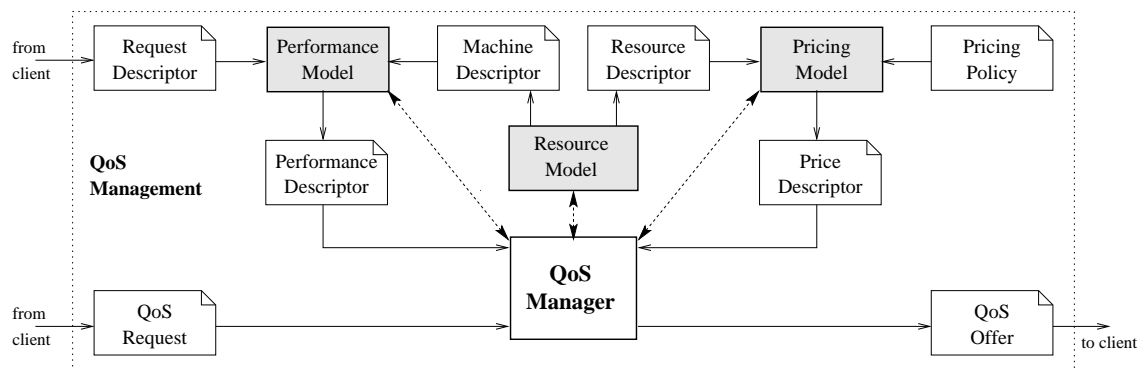 from
client
Request
Descriptor
Performance
Model
Machine
Descriptor
Resource
Descriptor
Pricing
Model
Pricing
Policy
QoS
Management
Performance
Descriptor
Resource
Model
Price
Descriptor
QoS
Manager
from
client
QoS
Request
QoS
Offer
to client